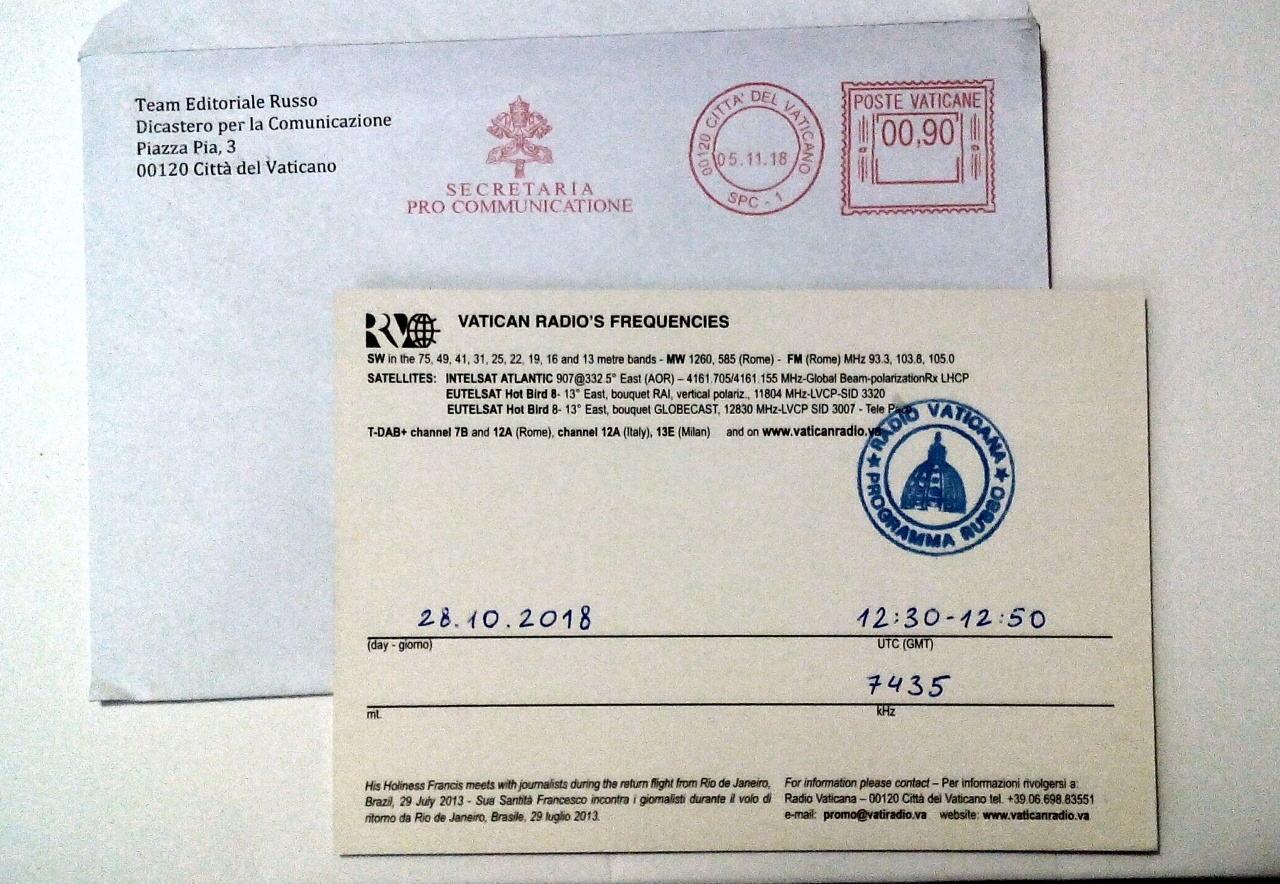 Team Editoriale Russo
Dicastero per la Comunicazione
Piazza Pia, 3
00120 Città del Vaticano
SECRETARIA
PRO COMMUNICATIONE
00120 CITTA' DEL VATICANO
05.11.18
SPC - 1
POSTE VATICANE
00,90
RV
VATICAN RADIO'S FREQUENCIES
SW in the 75, 49, 41, 31, 25, 22, 19, 16 and 13 metre bands - MW 1260, 585 (Rome) - FM (Rome) MHz 93.3, 103.8, 105.0
SATELLITES: INTELSAT ATLANTIC 907@332.5° East (AOR) – 4161.705/4161.155 MHz-Global Beam-polarizationRx LHCP
EUTELSAT Hot Bird 8- 13° East, bouquet RAI, vertical polariz., 11804 MHz-LVCP-SID 3320
EUTELSAT Hot Bird 8- 13° East, bouquet GLOBECAST, 12830 MHz-LVCP SID 3007 - Tele Pace
T-DAB+ channel 7B and 12A (Rome), channel 12A (Italy), 13E (Milan) and on www.vaticanradio.va
RADIO VATICANA
PROGRAMMA RUSSO
28.10.2018 12:30-12:50
(day - giorno) UTC (GMT)
7435
mt. kHz
His Holiness Francis meets with journalists during the return flight from Rio de Janeiro,
Brazil, 29 July 2013 - Sua Santità Francesco incontra i giornalisti durante il volo di
ritorno da Rio de Janeiro, Brasile, 29 luglio 2013.
For information please contact – Per informazioni rivolgersi a:
Radio Vaticana – 00120 Città del Vaticano tel. +39.06.698.83551
e-mail: promo@vatiradio.va website: www.vaticanradio.va